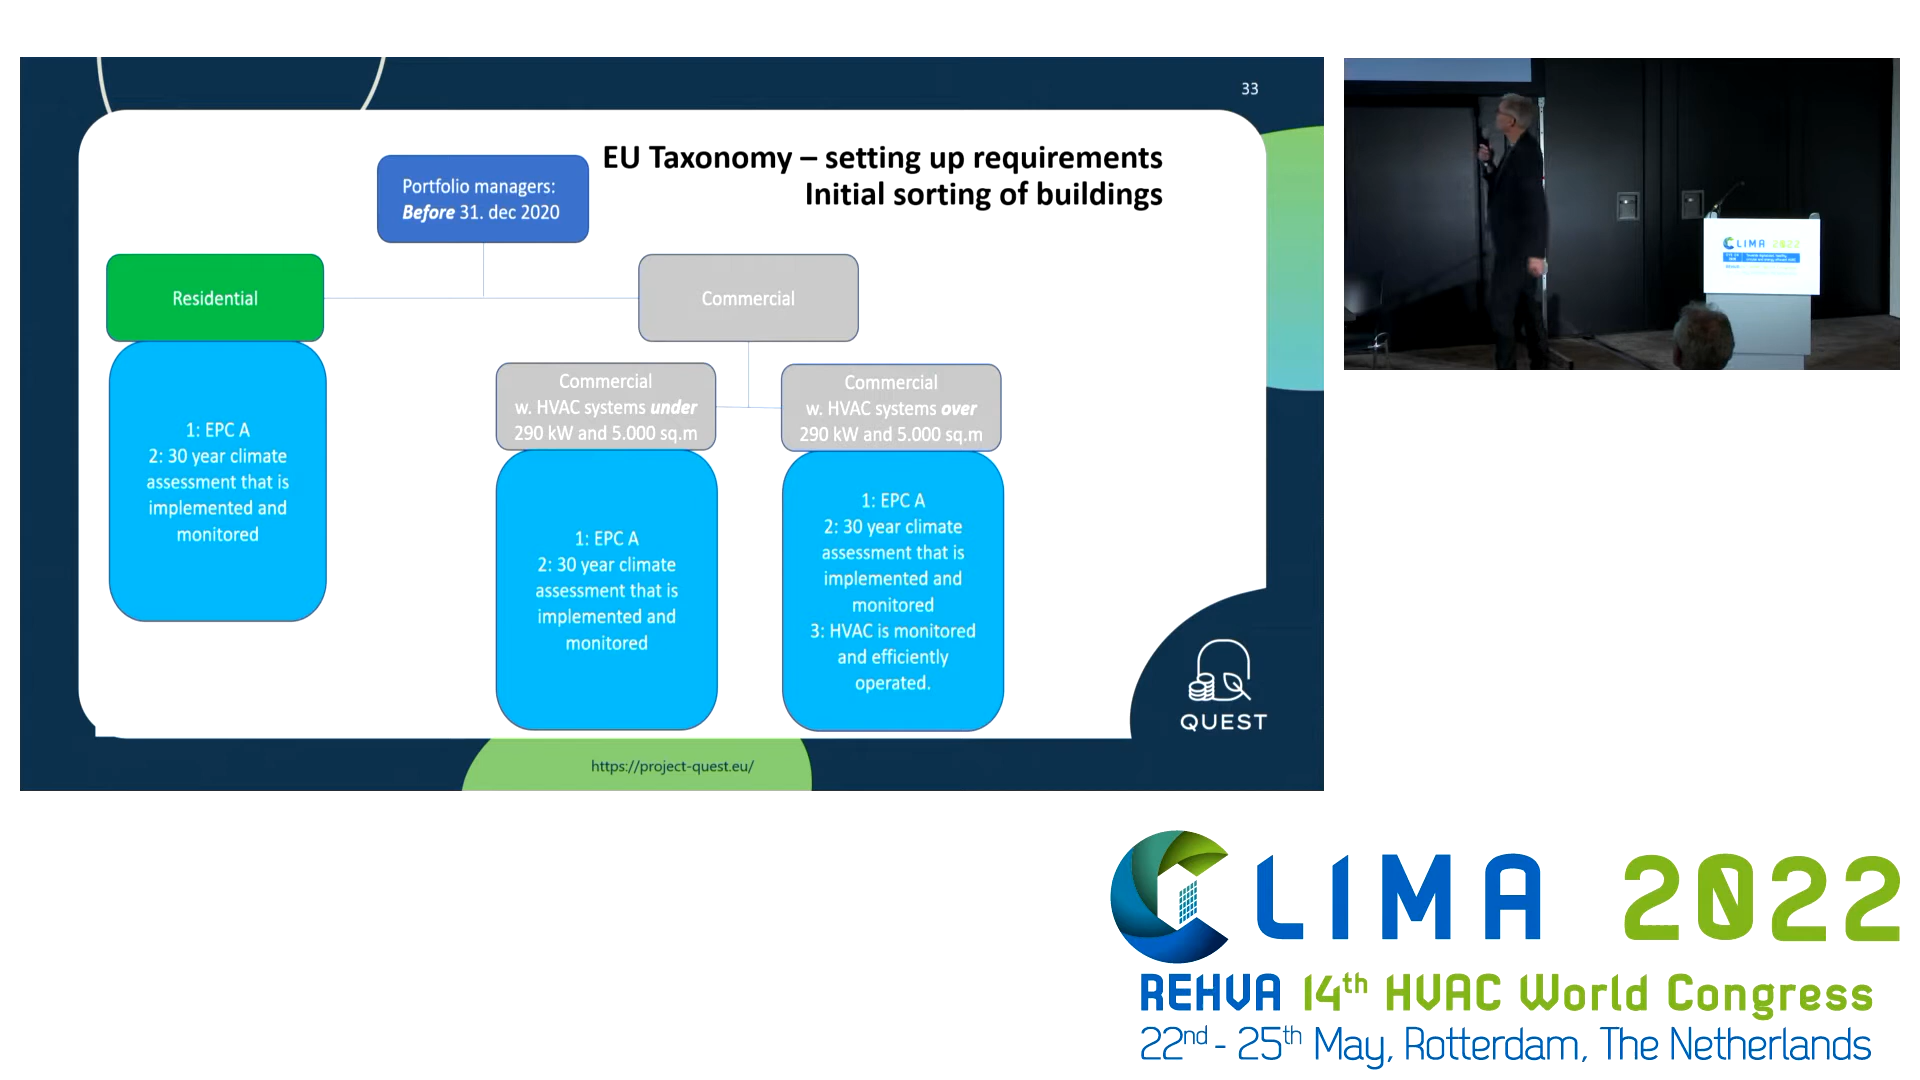 33
EU Taxonomy – setting up requirements
Initial sorting of buildings
Portfolio managers:
Before 31. dec 2020
Residential
Commercial
1: EPC A
2: 30 year climate
assessment that is
implemented and
monitored
Commercial
w. HVAC systems under
290 kW and 5.000 sq.m
1: EPC A
2: 30 year climate
assessment that is
implemented and
monitored
Commercial
w. HVAC systems over
290 kW and 5.000 sq.m
1: EPC A
2: 30 year climate
assessment that is
implemented and
monitored
3: HVAC is monitored
and efficiently
operated.
QUEST
https://project-quest.eu/
CLIMA 2022
CLIMA 2022
REHVA 14th HVAC World Congress
22nd - 25th May, Rotterdam, The Netherlands